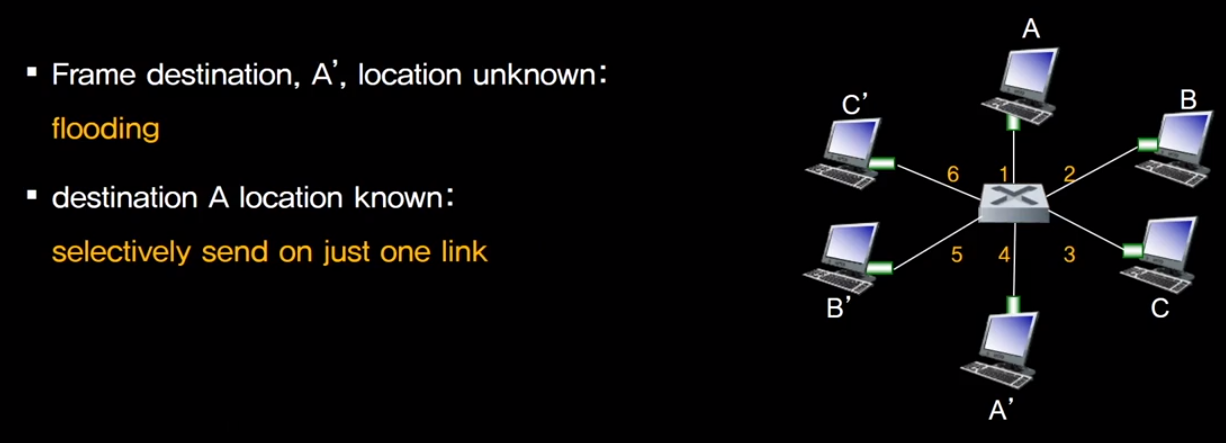 ▪ Frame destination, A’, location unknown:
flooding
▪ destination A location known:
selectively send on just one link
A
B
C
A’
B’
C’
1
2
3
4
5
6